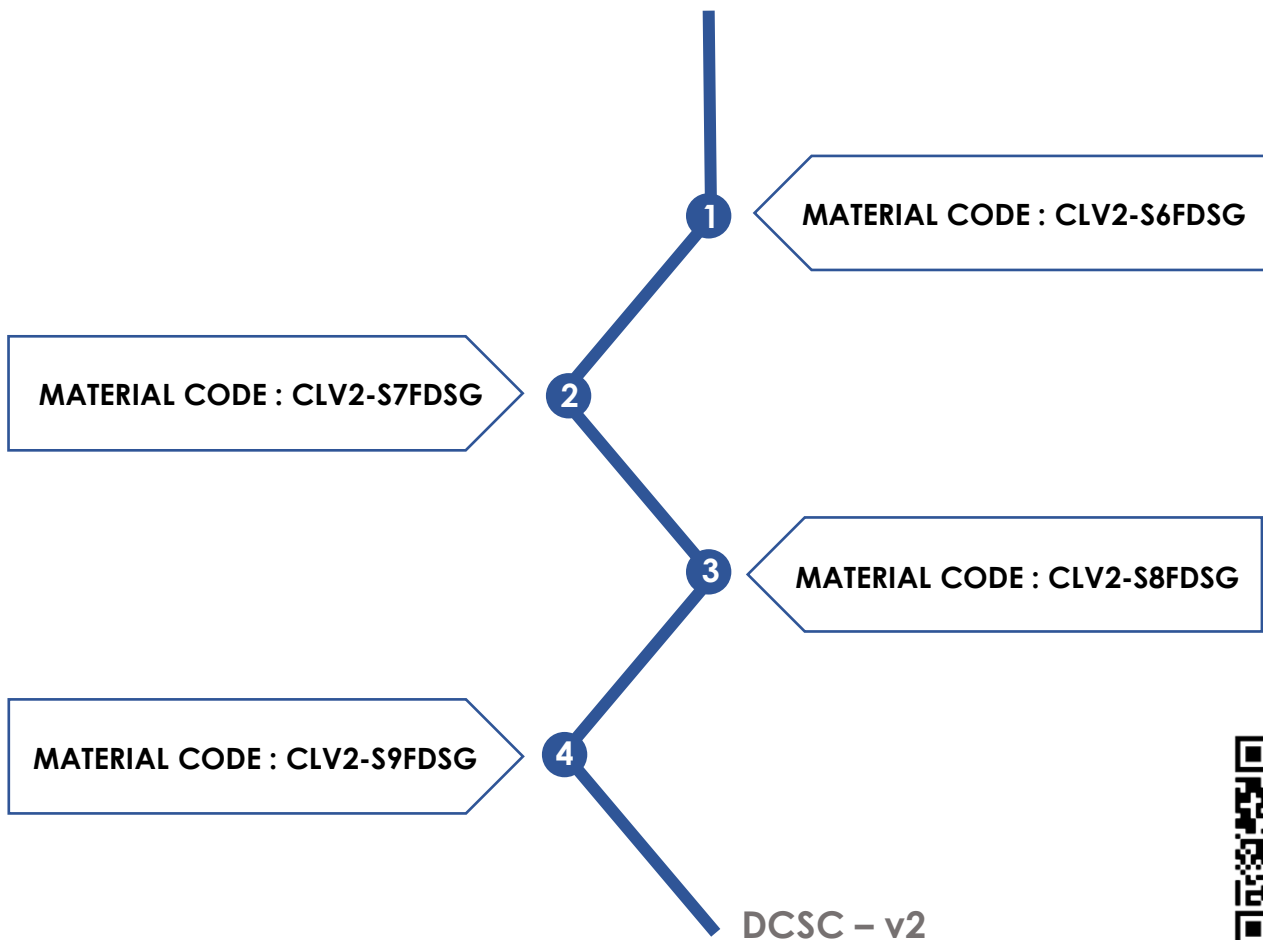 1
MATERIAL CODE : CLV2-S6FDSG
MATERIAL CODE : CLV2-S7FDSG
2
3
MATERIAL CODE : CLV2-S8FDSG
MATERIAL CODE : CLV2-S9FDSG
4
DCSC – v2